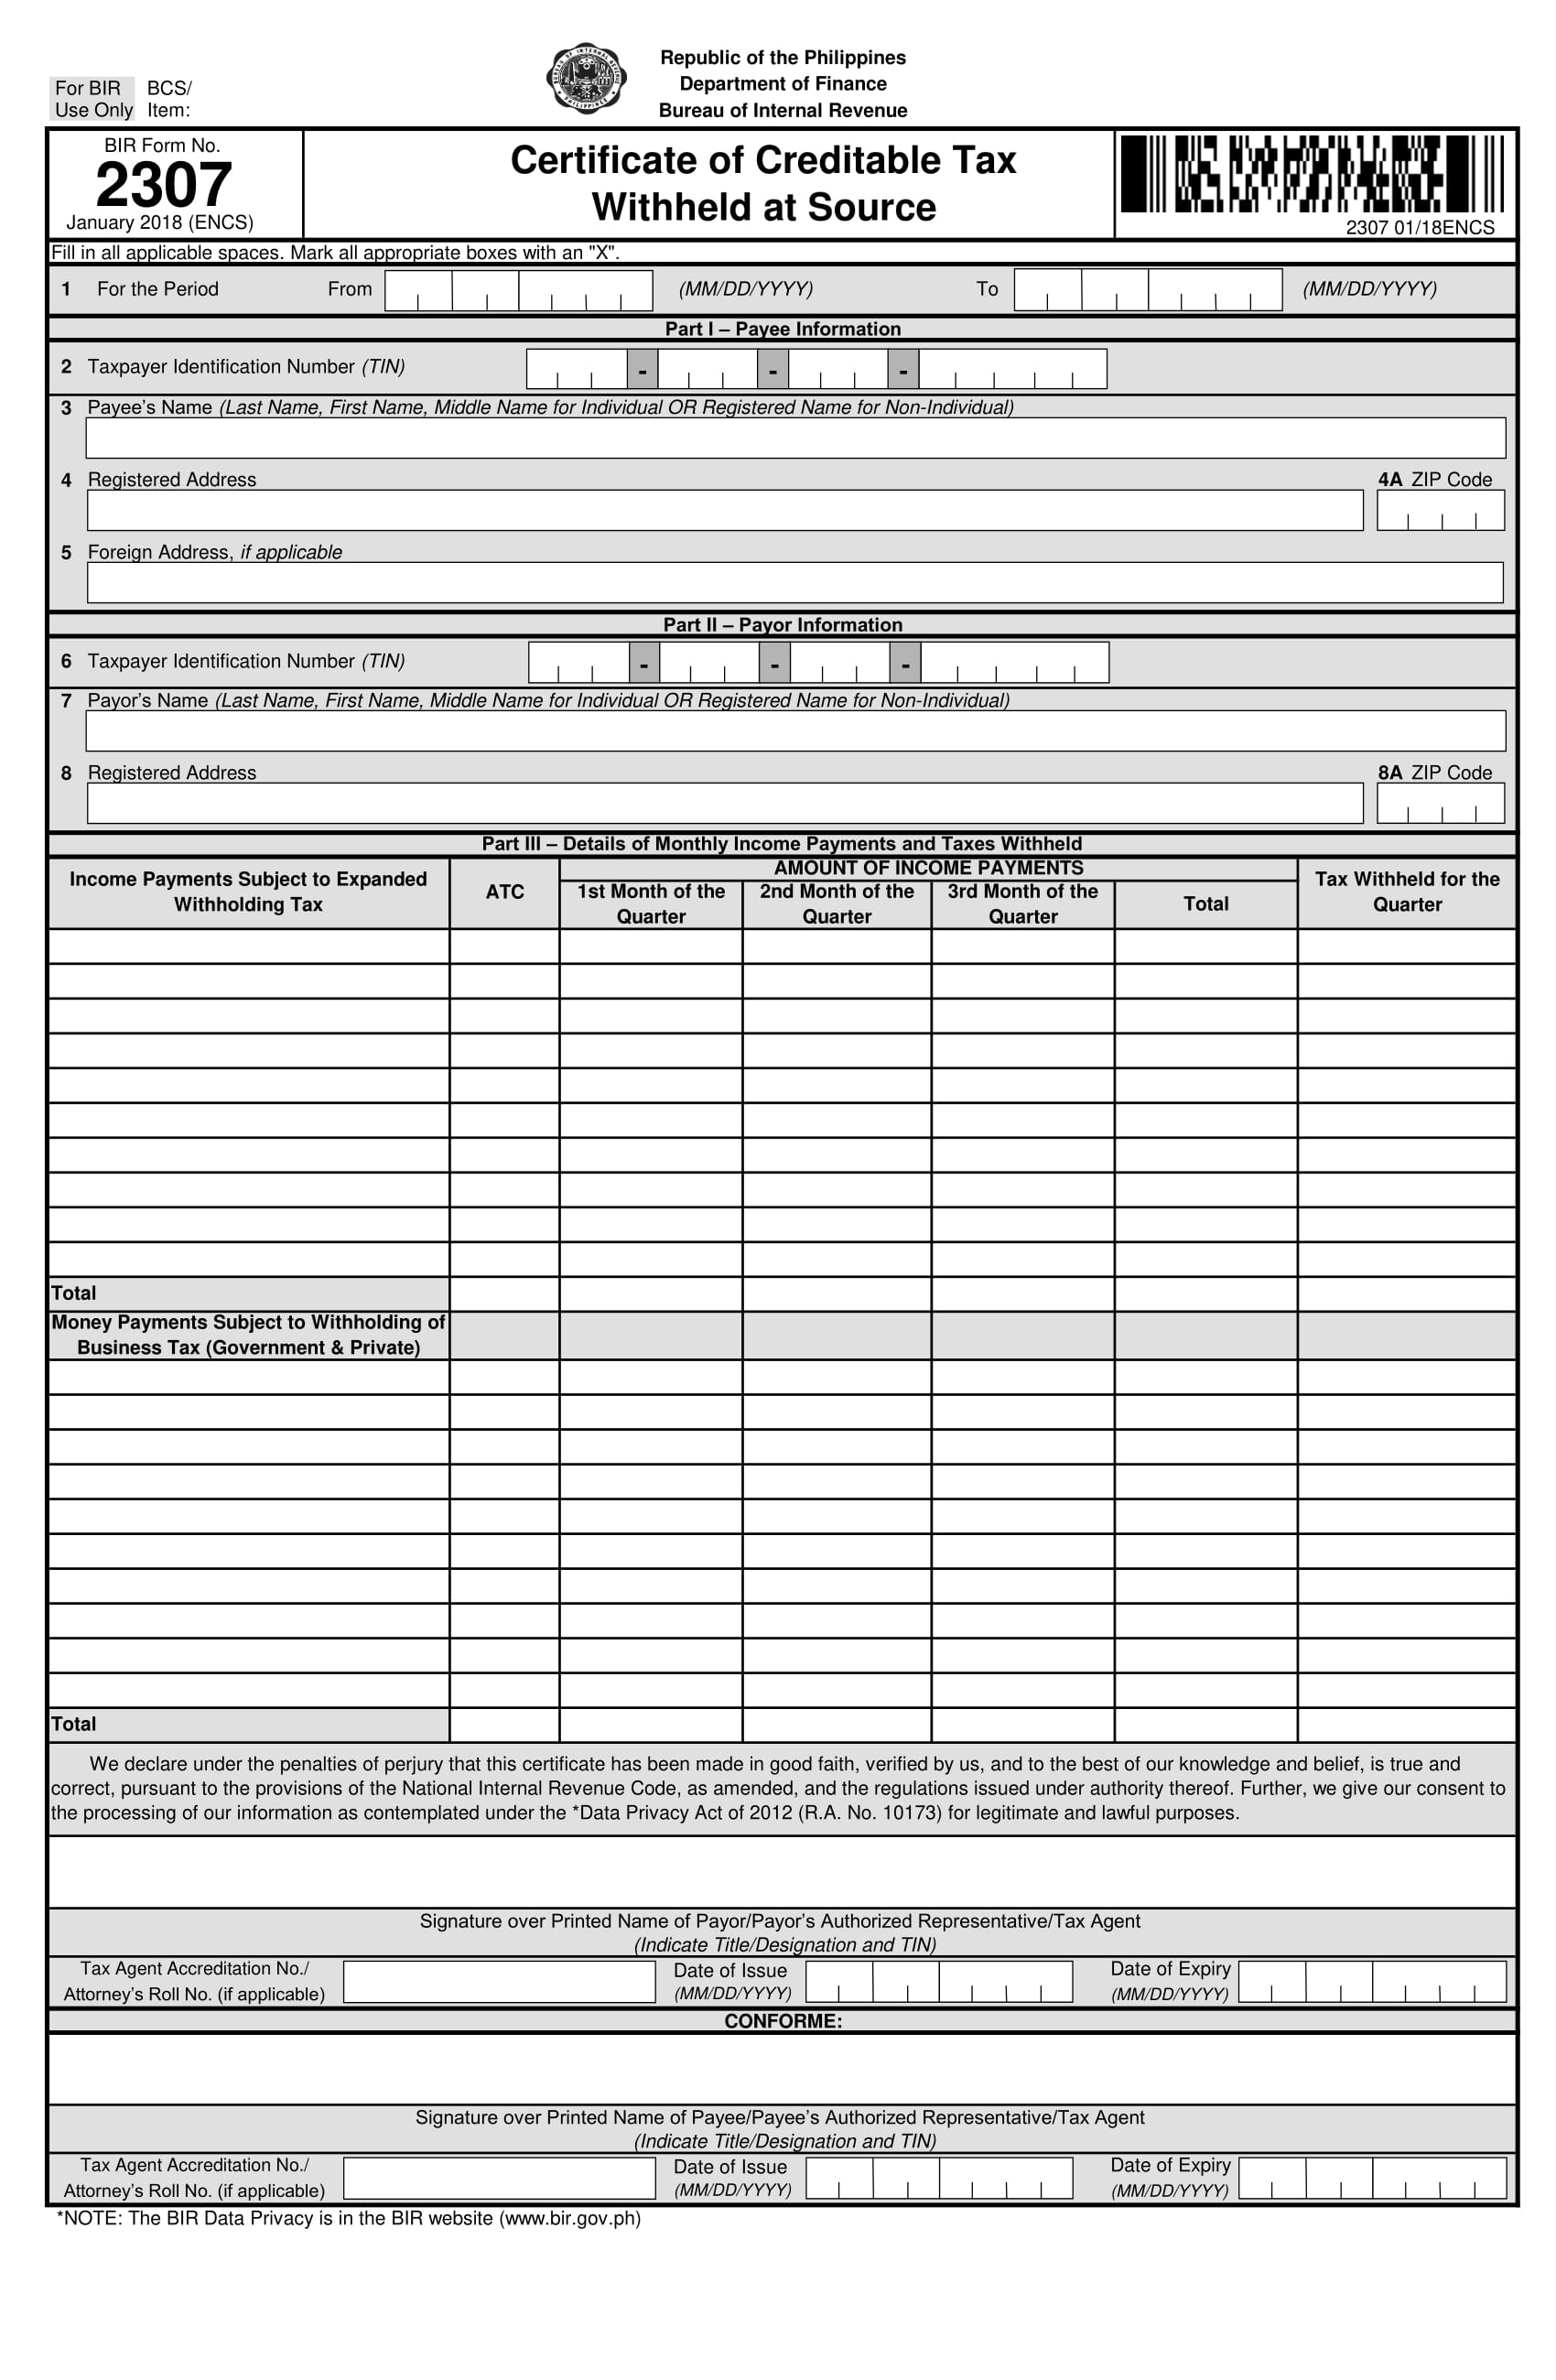 For BIR
Use Only
BCS/
Item:
BUREAU OF INTERNAL REVENUE
PHILIPPINES
Republic of the Philippines
Department of Finance
Bureau of Internal Revenue
BIR Form No.
2307
January 2018 (ENCS)
Certificate of Creditable Tax
Withheld at Source
2307 01/18ENCS
Fill in all applicable spaces. Mark all appropriate boxes with an "X".
1 For the Period From (MM/DD/YYYY) To (MM/DD/YYYY)
Part I – Payee Information
2 Taxpayer Identification Number (TIN) - - -
3 Payee’s Name (Last Name, First Name, Middle Name for Individual OR Registered Name for Non-Individual)
4 Registered Address 4A ZIP Code
5 Foreign Address, if applicable
Part II – Payor Information
6 Taxpayer Identification Number (TIN) - - -
7 Payor’s Name (Last Name, First Name, Middle Name for Individual OR Registered Name for Non-Individual)
8 Registered Address 8A ZIP Code
Part III – Details of Monthly Income Payments and Taxes Withheld
Income Payments Subject to Expanded
Withholding Tax
ATC
AMOUNT OF INCOME PAYMENTS
1st Month of the
Quarter
2nd Month of the
Quarter
3rd Month of the
Quarter
Total
Tax Withheld for the
Quarter
Total
Money Payments Subject to Withholding of
Business Tax (Government & Private)
Total
We declare under the penalties of perjury that this certificate has been made in good faith, verified by us, and to the best of our knowledge and belief, is true and
correct, pursuant to the provisions of the National Internal Revenue Code, as amended, and the regulations issued under authority thereof. Further, we give our consent to
the processing of our information as contemplated under the *Data Privacy Act of 2012 (R.A. No. 10173) for legitimate and lawful purposes.
Signature over Printed Name of Payor/Payor’s Authorized Representative/Tax Agent
(Indicate Title/Designation and TIN)
Tax Agent Accreditation No./
Attorney’s Roll No. (if applicable)
Date of Issue
(MM/DD/YYYY)
Date of Expiry
(MM/DD/YYYY)
CONFORME:
Signature over Printed Name of Payee/Payee’s Authorized Representative/Tax Agent
(Indicate Title/Designation and TIN)
Tax Agent Accreditation No./
Attorney’s Roll No. (if applicable)
Date of Issue
(MM/DD/YYYY)
Date of Expiry
(MM/DD/YYYY)
*NOTE: The BIR Data Privacy is in the BIR website (www.bir.gov.ph)